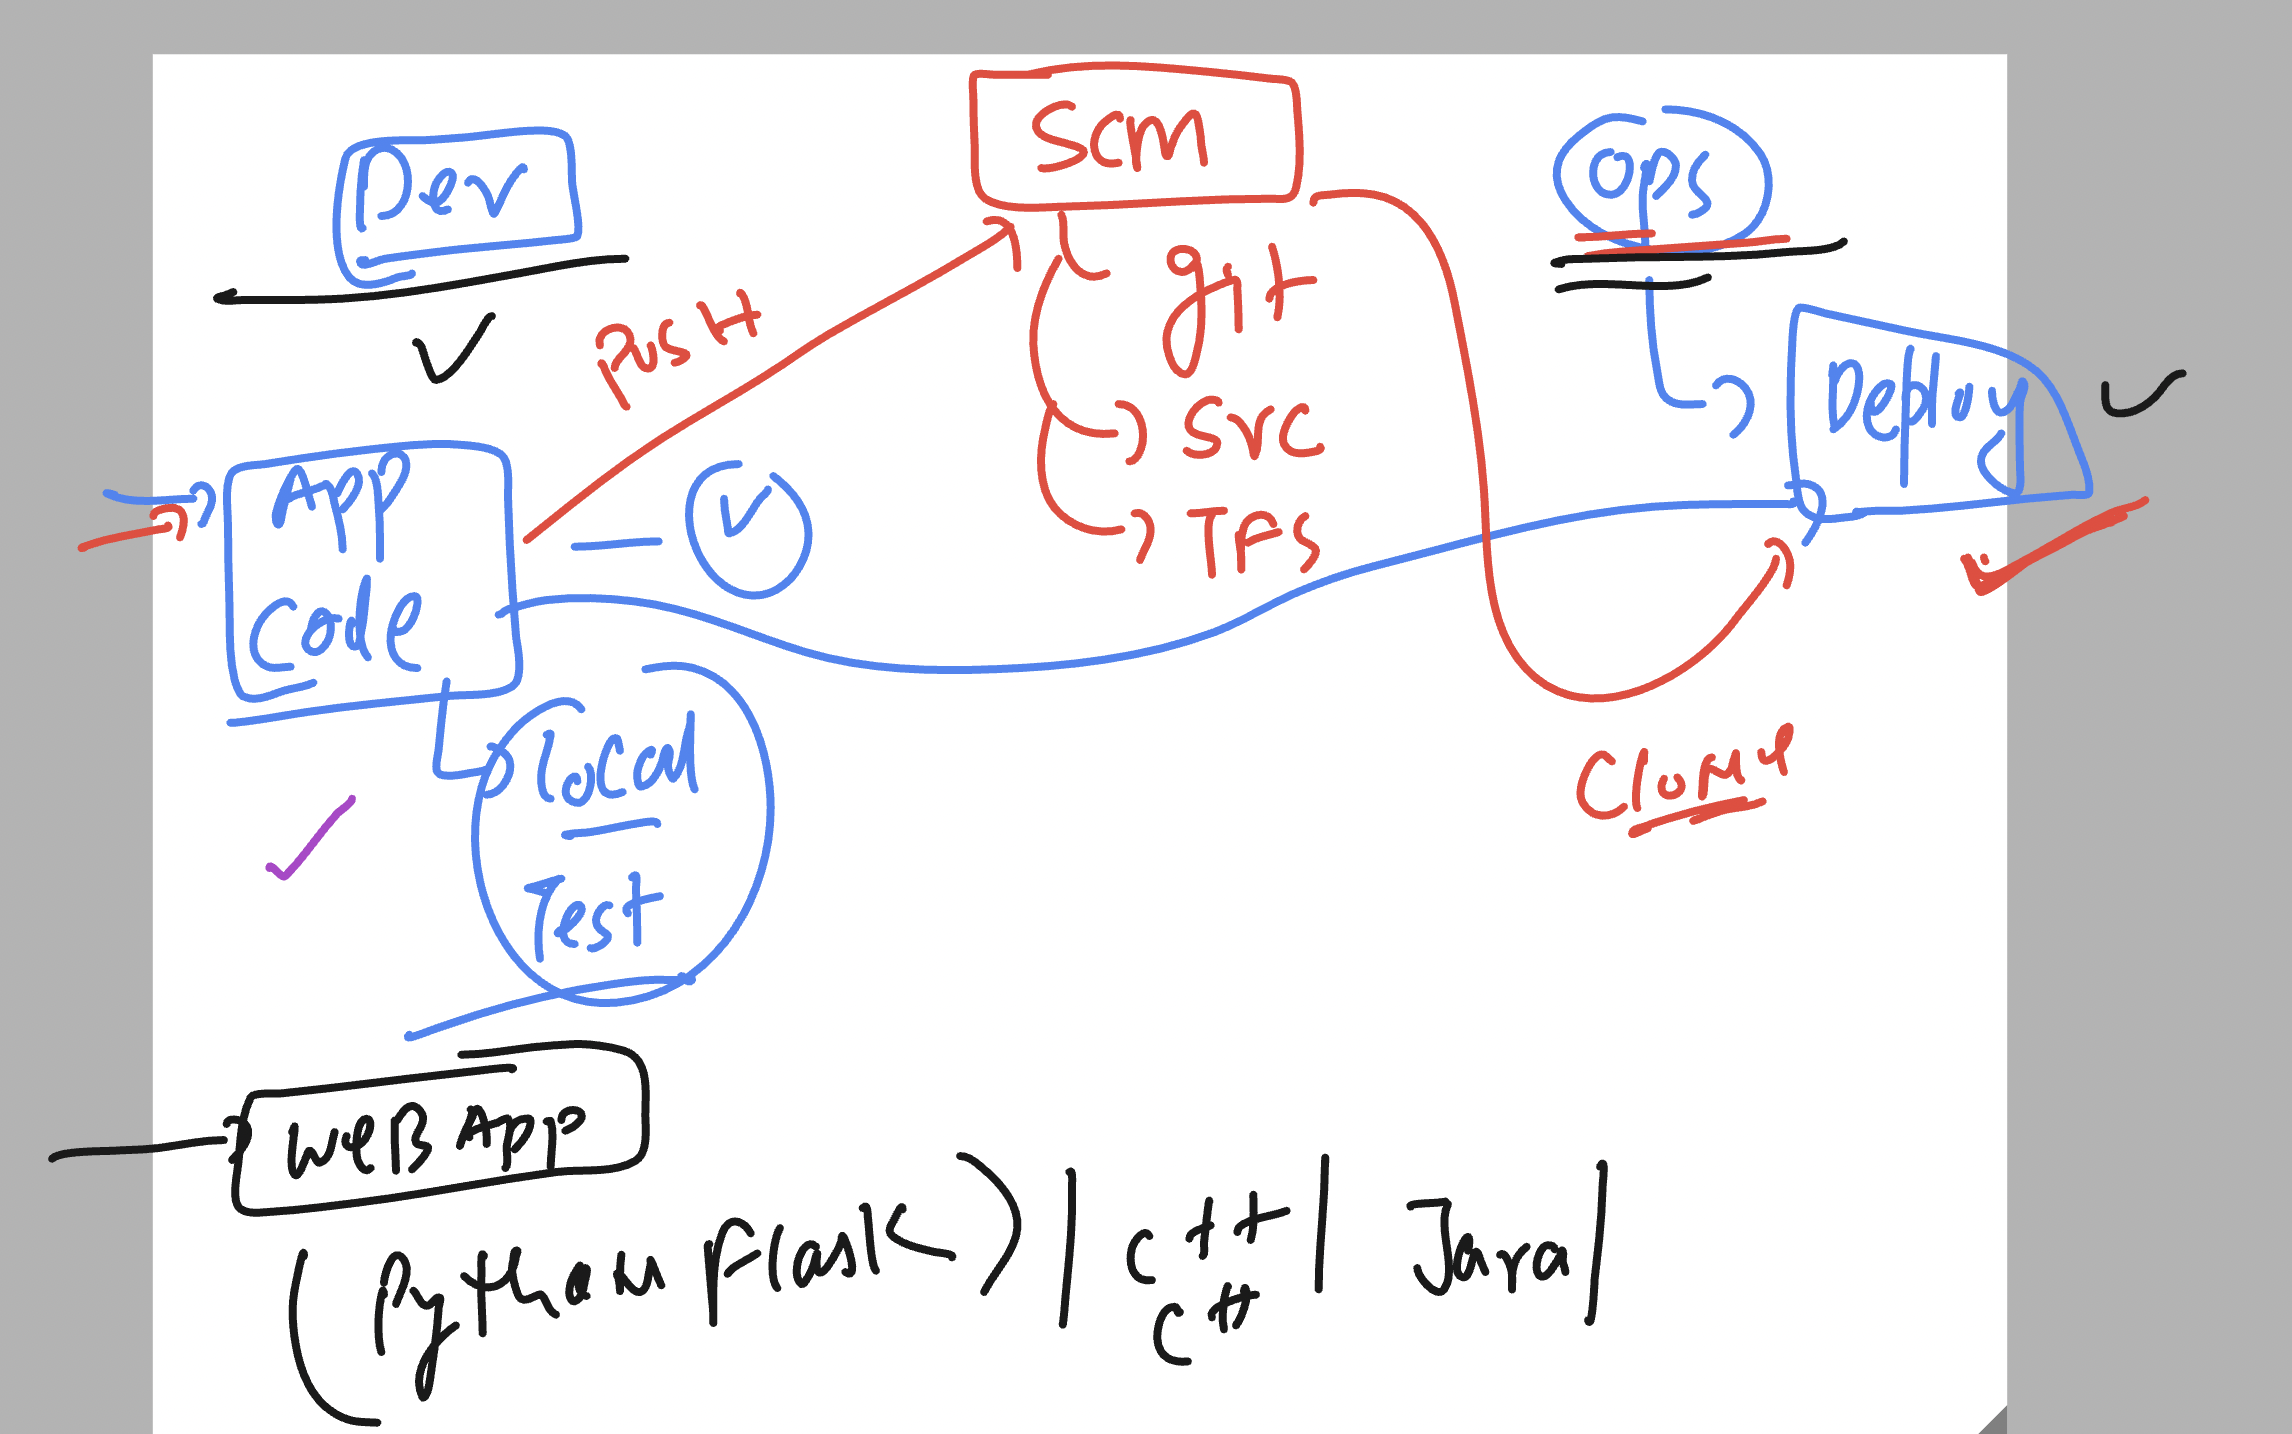 Dev
SCM
Ops
PUSH
git
SVC
TFS
Deploy
App
Code
Local
Test
Clone
WeB App
(Python Flask) | C++ | Java |
C#